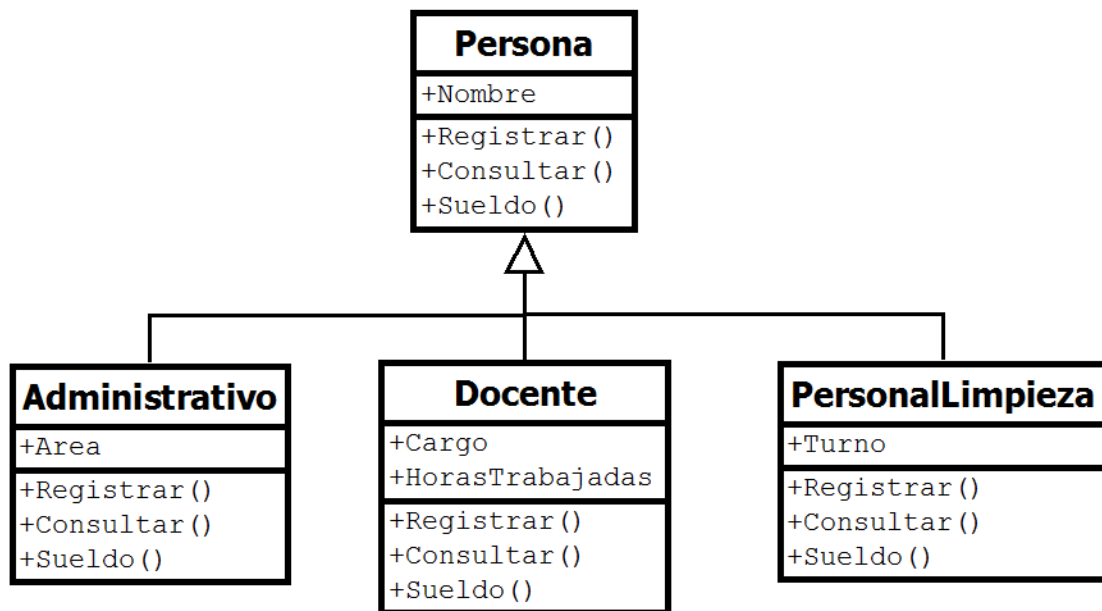 Persona
+Nombre
+Registrar()
+Consultar()
+Sueldo()
Administrativo
+Area
+Registrar()
+Consultar()
+Sueldo()
Docente
+Cargo
+HorasTrabajadas
+Registrar()
+Consultar()
+Sueldo()
PersonalLimpieza
+Turno
+Registrar()
+Consultar()
+Sueldo()